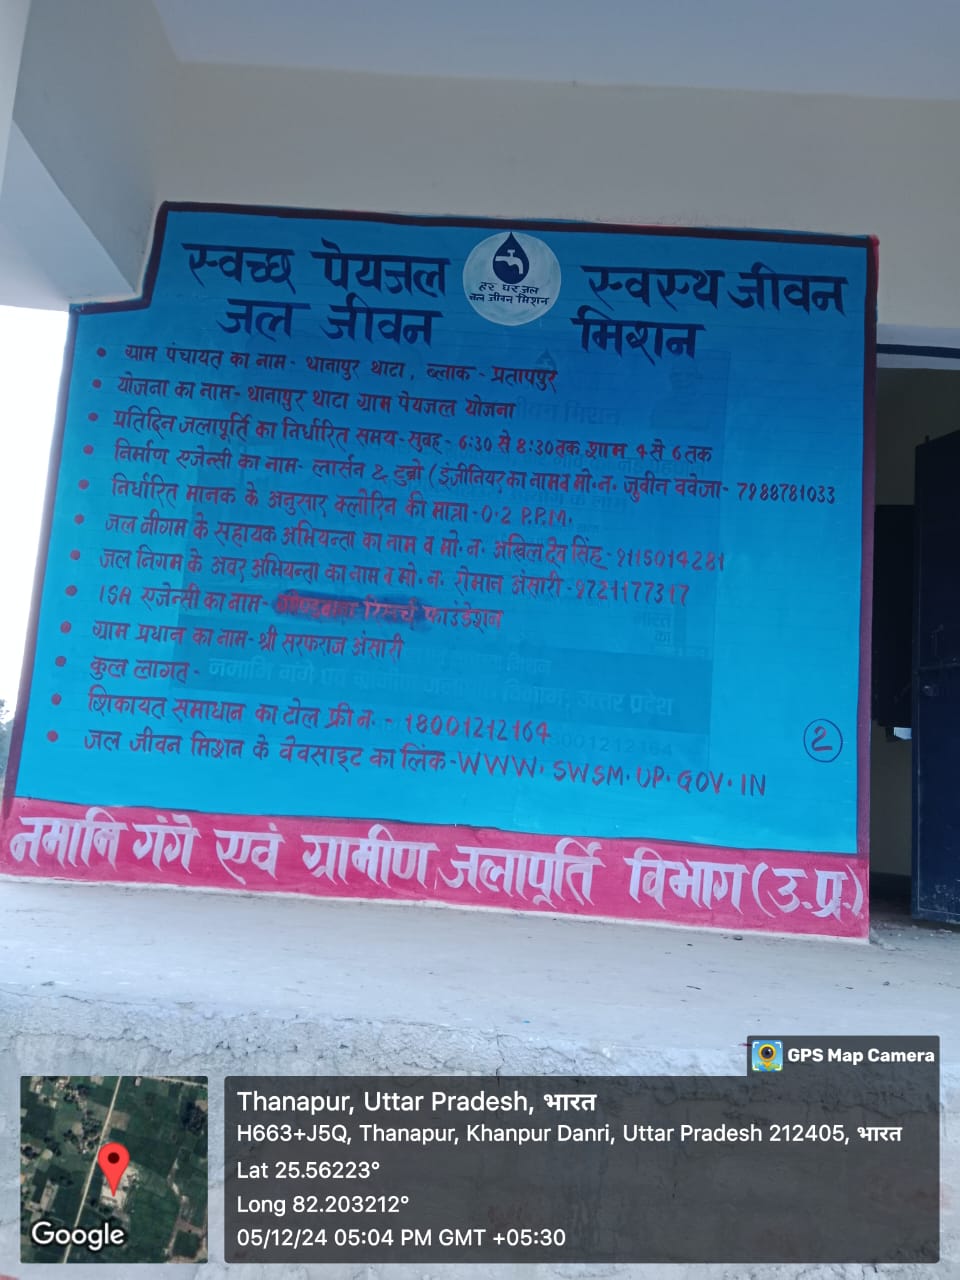 स्वच्छ पेयजल स्वस्थ जीवन
हर घर जल
जल जीवन मिशन
जल जीवन मिशन
• ग्राम पंचायत का नाम- थानापुर थाटा, ब्लाक - प्रतापपुर
• योजना का नाम- थानापुर थाटा ग्राम पेयजल योजना
• प्रतिदिन जलापूर्ति का निर्धारित समय-सुबह- 6:30 से 8:30 तक शाम 4 से 6 तक
• निर्माण एजेन्सी का नाम- लार्सन & टुब्रो (इंजीनियर का नाम व मो.न. जुवीन ववेजा- 7988781033
• निर्धारित मानक के अनुसार क्लोरिन की मात्रा-0.2 P.P.M.
• जल नीगम के सहायक अभियन्ता का नाम व मो.न. अखिल देव सिंह-9115014281
• जल निगम के अवर अभियन्ता का नाम व मो.न. रोमान अंसारी-9721177317
• ISA एजेन्सी का नाम- रिसर्च फाउंडेशन
• ग्राम प्रधान का नाम-श्री सरफराज अंसारी
• कुल लागत-
• शिकायत समाधान का टोल फ्री न. - 18001212164
• जल जीवन मिशन के वेवसाइट का लिंक-WWW.SWSM.UP.GOV.IN
2
नमामि गंगे एवं ग्रामीण जलापूर्ति विभाग (उ.प्र.)
GPS Map Camera
Thanapur, Uttar Pradesh, भारत
H663+J5Q, Thanapur, Khanpur Danri, Uttar Pradesh 212405, भारत
Lat 25.56223°
Long 82.203212°
05/12/24 05:04 PM GMT +05:30
Google